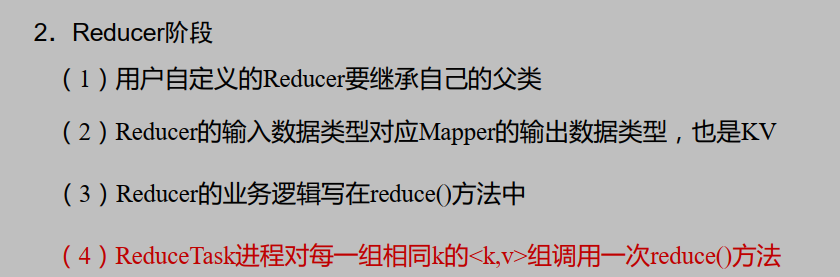 2．Reducer阶段
（1）用户自定义的Reducer要继承自己的父类
（2）Reducer的输入数据类型对应Mapper的输出数据类型，也是KV
（3）Reducer的业务逻辑写在reduce()方法中
（4）ReduceTask进程对每一组相同k的<k,v>组调用一次reduce()方法